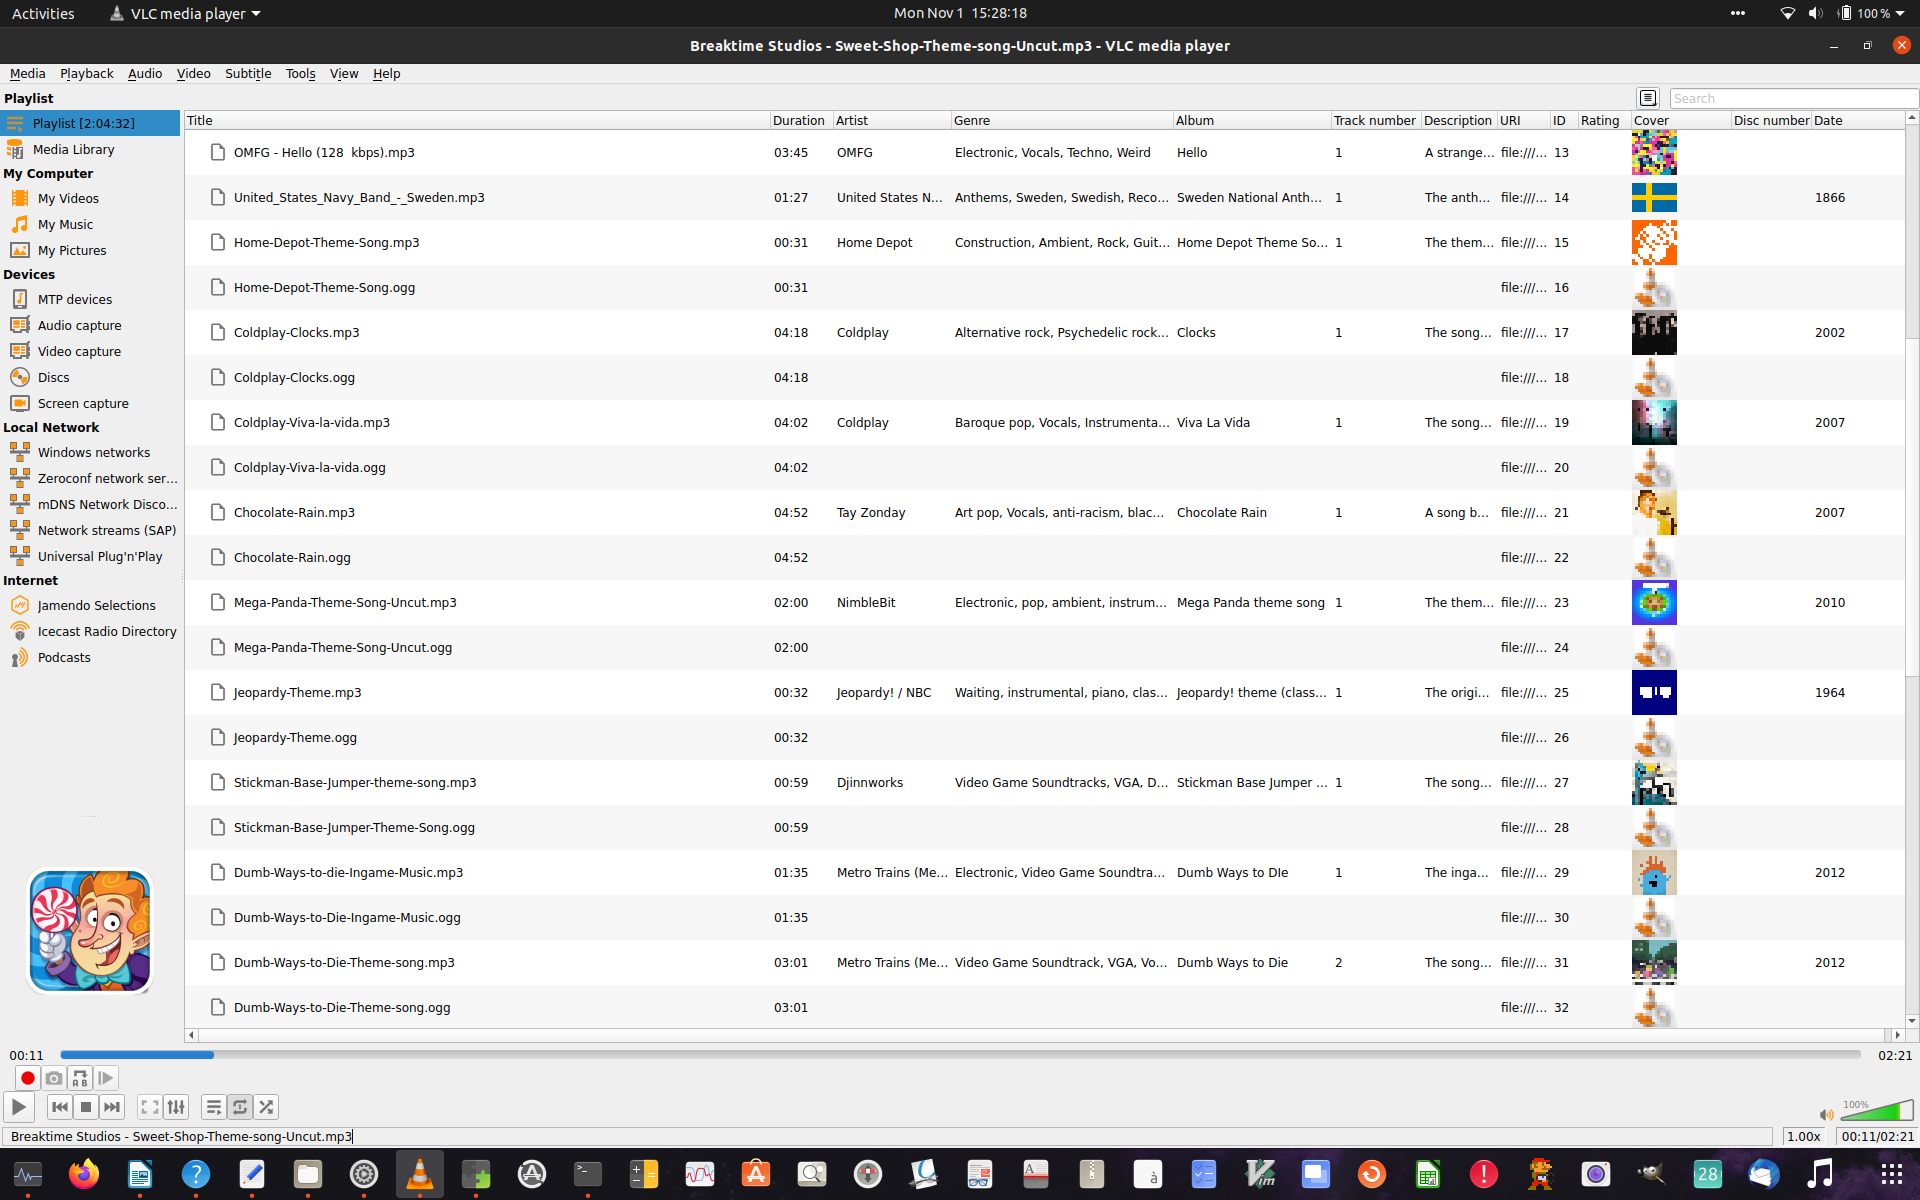 Activities VLC media player Mon Nov 1 15:28:18 100 %
Breaktime Studios - Sweet-Shop-Theme-song-Uncut.mp3 - VLC media player
Media Playback Audio Video Subtitle Tools View Help
Playlist
Search
Playlist [2:04:32]
Media Library
My Computer
My Videos
My Music
My Pictures
Devices
MTP devices
Audio capture
Video capture
Discs
Screen capture
Local Network
Windows networks
Zeroconf network ser...
mDNS Network Disco...
Network streams (SAP)
Universal Plug'n'Play
Internet
Jamendo Selections
Icecast Radio Directory
Podcasts
Title Duration Artist Genre Album Track number Description URI ID Rating Cover Disc number Date
OMFG - Hello (128  kbps).mp3 03:45 OMFG Electronic, Vocals, Techno, Weird Hello 1 A strange... file:///... 13
United_States_Navy_Band_-_Sweden.mp3 01:27 United States N... Anthems, Sweden, Swedish, Reco... Sweden National Anth... 1 The anth... file:///... 14 1866
Home-Depot-Theme-Song.mp3 00:31 Home Depot Construction, Ambient, Rock, Guit... Home Depot Theme So... 1 The them... file:///... 15
Home-Depot-Theme-Song.ogg 00:31 file:///... 16
Coldplay-Clocks.mp3 04:18 Coldplay Alternative rock, Psychedelic rock... Clocks 1 The song... file:///... 17 2002
Coldplay-Clocks.ogg 04:18 file:///... 18
Coldplay-Viva-la-vida.mp3 04:02 Coldplay Baroque pop, Vocals, Instrumenta... Viva La Vida 1 The song... file:///... 19 2007
Coldplay-Viva-la-vida.ogg 04:02 file:///... 20
Chocolate-Rain.mp3 04:52 Tay Zonday Art pop, Vocals, anti-racism, blac... Chocolate Rain 1 A song b... file:///... 21 2007
Chocolate-Rain.ogg 04:52 file:///... 22
Mega-Panda-Theme-Song-Uncut.mp3 02:00 NimbleBit Electronic, pop, ambient, instrum... Mega Panda theme song 1 The them... file:///... 23 2010
Mega-Panda-Theme-Song-Uncut.ogg 02:00 file:///... 24
Jeopardy-Theme.mp3 00:32 Jeopardy! / NBC Waiting, instrumental, piano, clas... Jeopardy! theme (class... 1 The origi... file:///... 25 1964
Jeopardy-Theme.ogg 00:32 file:///... 26
Stickman-Base-Jumper-theme-song.mp3 00:59 Djinnworks Video Game Soundtracks, VGA, D... Stickman Base Jumper ... 1 The song... file:///... 27
Stickman-Base-Jumper-Theme-Song.ogg 00:59 file:///... 28
Dumb-Ways-to-die-Ingame-Music.mp3 01:35 Metro Trains (Me... Electronic, Video Game Soundtra... Dumb Ways to DIe 1 The inga... file:///... 29 2012
Dumb-Ways-to-Die-Ingame-Music.ogg 01:35 file:///... 30
Dumb-Ways-to-Die-Theme-song.mp3 03:01 Metro Trains (Me... Video Game Soundtrack, VGA, Vo... Dumb Ways to Die 2 The song... file:///... 31 2012
Dumb-Ways-to-Die-Theme-song.ogg 03:01 file:///... 32
00:11 02:21
A B
100%
Breaktime Studios - Sweet-Shop-Theme-song-Uncut.mp3 1.00x 00:11/02:21
28